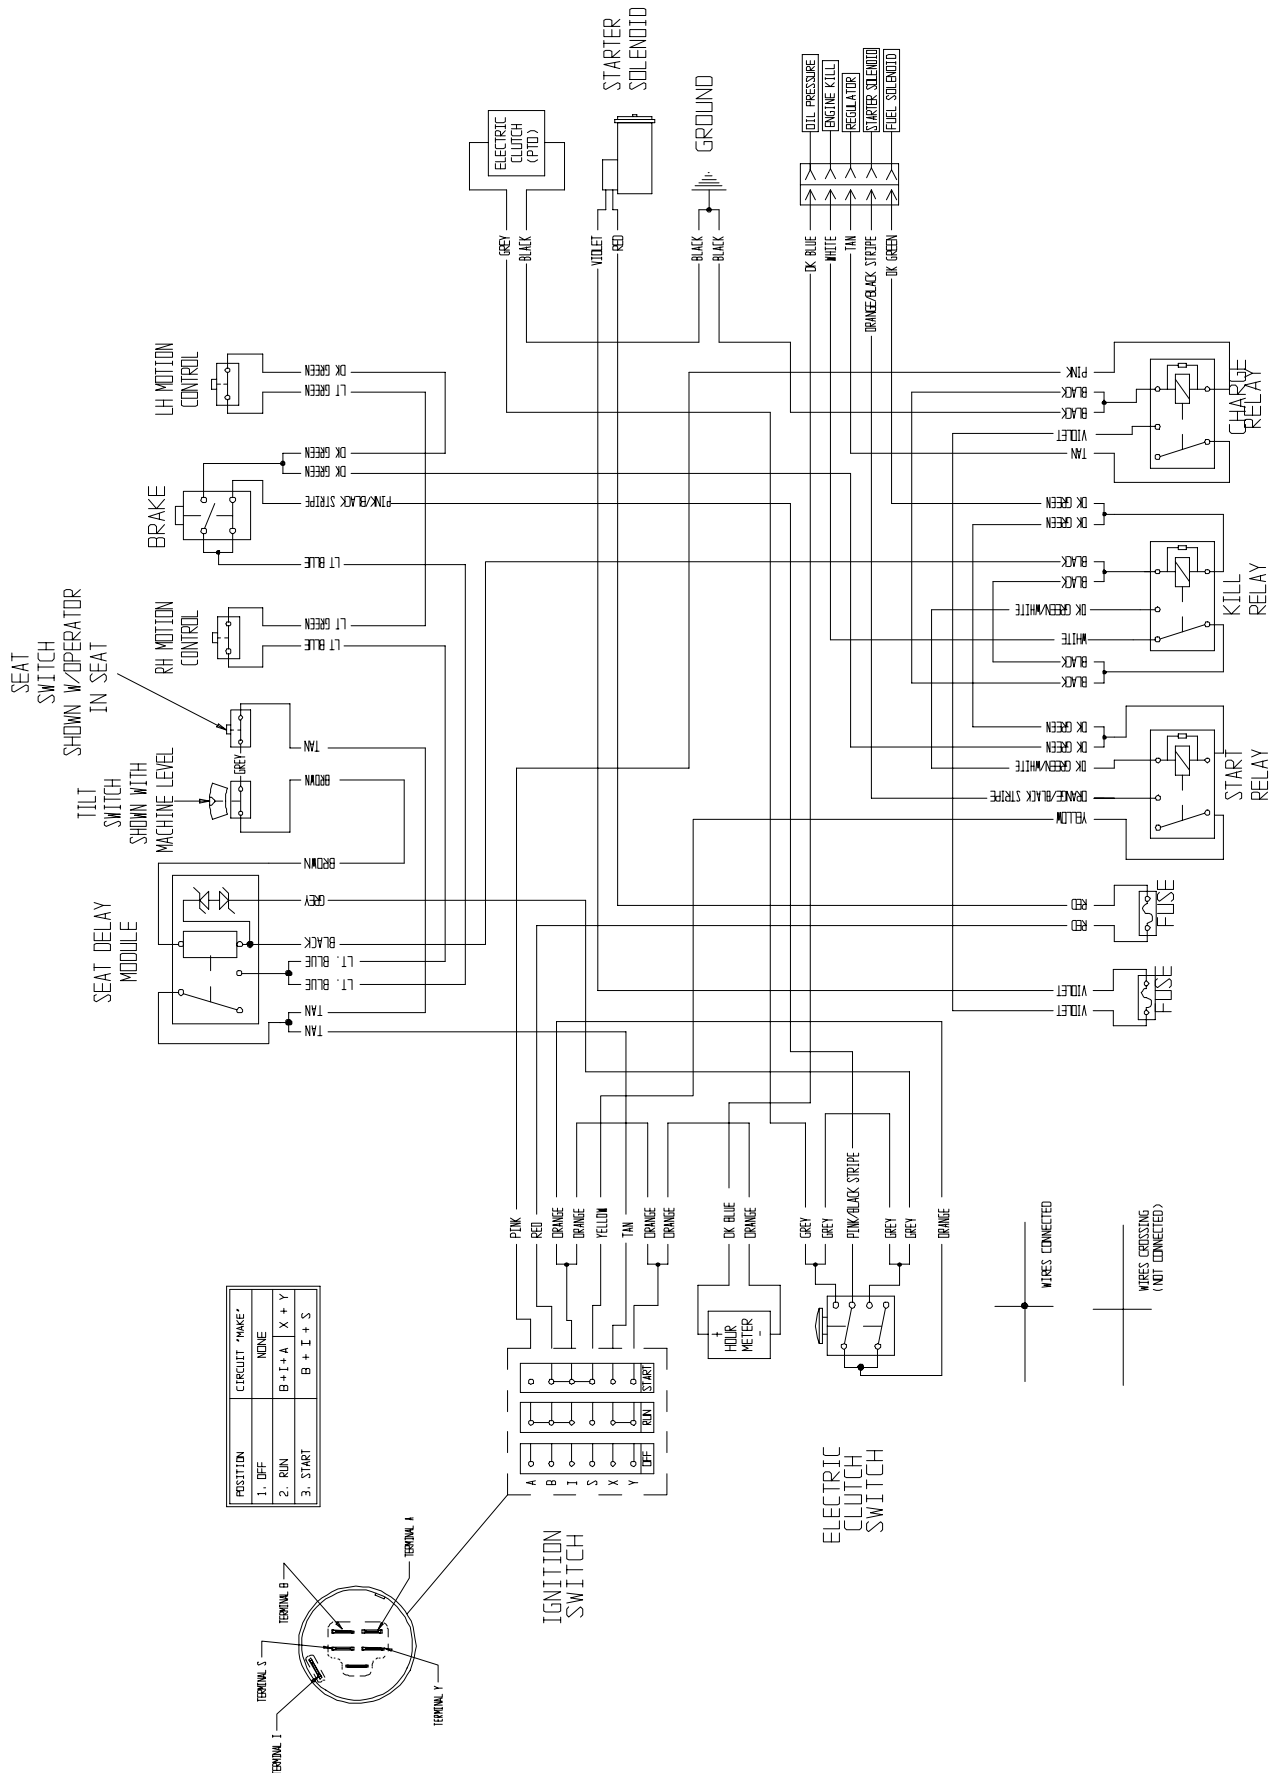 STARTER
SOLENOID
ELECTRIC
CLUTCH
(PTO)
GROUND
OIL PRESSURE
ENGINE KILL
REGULATOR
STARTER SOLENOID
FUEL SOLENOID
GREY
BLACK
VIOLET
RED
BLACK
BLACK
DK BLUE
WHITE
TAN
ORANGE/BLACK STRIPE
DK GREEN
LH MOTION
CONTROL
DK GREEN
LT GREEN
BRAKE
DK GREEN
DK GREEN
PINK/BLACK STRIPE
LT BLUE
RH MOTION
CONTROL
LT GREEN
LT BLUE
SEAT
SWITCH
SHOWN W/OPERATOR
IN SEAT
TAN
GREY
TILT
SWITCH
SHOWN WITH
MACHINE LEVEL
BROWN
BROWN
SEAT DELAY
MODULE
GREY
BLACK
LT. BLUE
LT. BLUE
TAN
TAN
PINK
BLACK
BLACK
VIOLET
TAN
CHARGE
RELAY
DK GREEN
DK GREEN
BLACK
BLACK
DK GREEN/WHITE
WHITE
BLACK
BLACK
KILL
RELAY
DK GREEN
DK GREEN
DK GREEN/WHITE
ORANGE/BLACK STRIPE
YELLOW
START
RELAY
RED
RED
FUSE
VIOLET
VIOLET
FUSE
PINK
RED
ORANGE
ORANGE
YELLOW
TAN
ORANGE
ORANGE
DK BLUE
ORANGE
GREY
GREY
PINK/BLACK STRIPE
GREY
GREY
ORANGE
+
HOUR
METER
-
WIRES CONNECTED
WIRES CROSSING
(NOT CONNECTED)
POSITION CIRCUIT "MAKE"
1. OFF NONE
2. RUN B+I+A X + Y
3. START B + I + S
START
RUN
OFF
A
B
I
S
X
Y
IGNITION
SWITCH
ELECTRIC
CLUTCH
SWITCH
TERMINAL A
TERMINAL B
TERMINAL S
TERMINAL Y
TERMINAL I